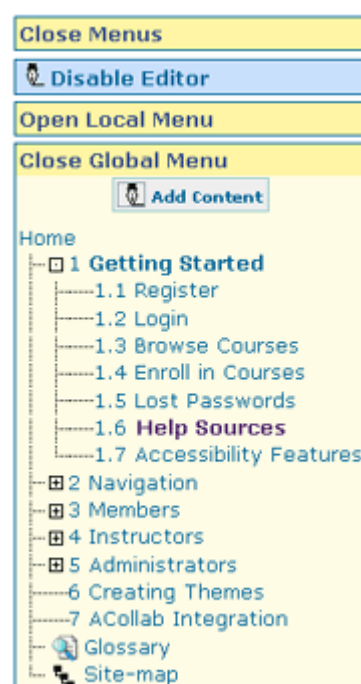 Close Menus
Disable Editor
Open Local Menu
Close Global Menu
Add Content
Home
1 Getting Started
1.1 Register
1.2 Login
1.3 Browse Courses
1.4 Enroll in Courses
1.5 Lost Passwords
1.6 Help Sources
1.7 Accessibility Features
2 Navigation
3 Members
4 Instructors
5 Administrators
6 Creating Themes
7 ACollab Integration
Glossary
Site-map